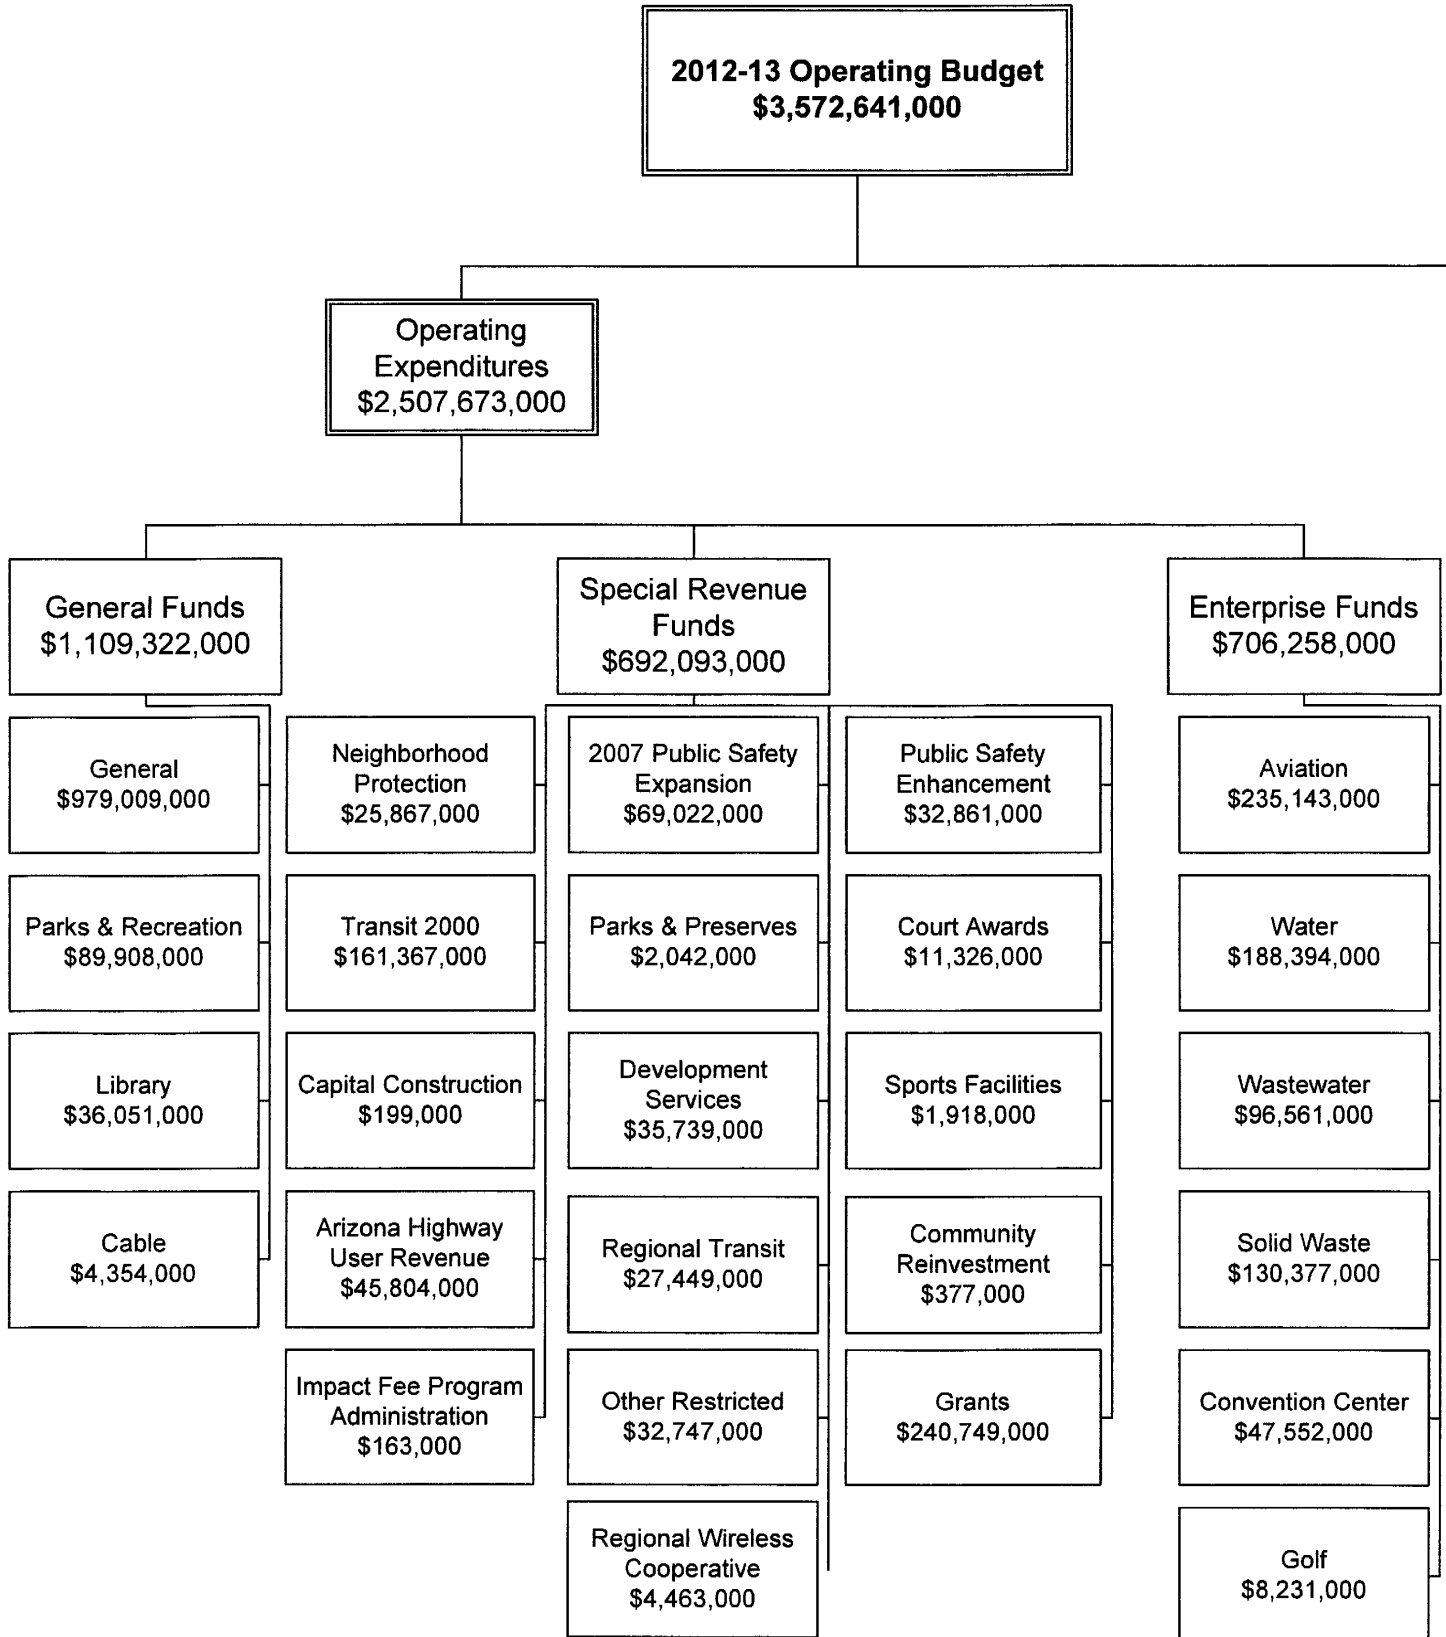 2012-13 Operating Budget
$3,572,641,000
Operating
Expenditures
$2,507,673,000
General Funds
$1,109,322,000
Special Revenue
Funds
$692,093,000
Enterprise Funds
$706,258,000
General
$979,009,000
Neighborhood
Protection
$25,867,000
2007 Public Safety
Expansion
$69,022,000
Public Safety
Enhancement
$32,861,000
Aviation
$235,143,000
Parks & Recreation
$89,908,000
Transit 2000
$161,367,000
Parks & Preserves
$2,042,000
Court Awards
$11,326,000
Water
$188,394,000
Library
$36,051,000
Capital Construction
$199,000
Development
Services
$35,739,000
Sports Facilities
$1,918,000
Wastewater
$96,561,000
Cable
$4,354,000
Arizona Highway
User Revenue
$45,804,000
Regional Transit
$27,449,000
Community
Reinvestment
$377,000
Solid Waste
$130,377,000
Impact Fee Program
Administration
$163,000
Other Restricted
$32,747,000
Grants
$240,749,000
Convention Center
$47,552,000
Regional Wireless
Cooperative
$4,463,000
Golf
$8,231,000